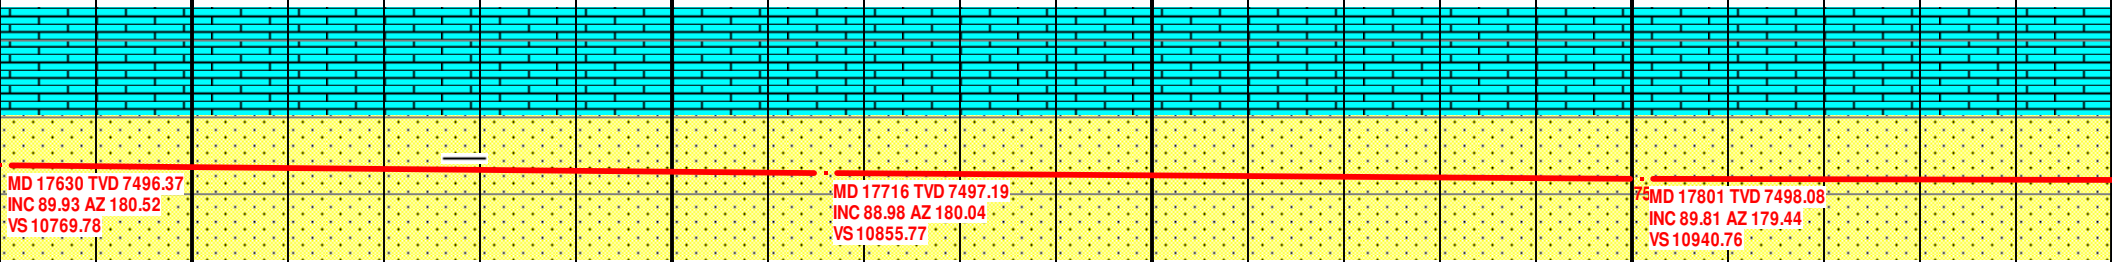 MD 17630 TVD 7496.37
INC 89.93 AZ 180.52
VS 10769.78
MD 17716 TVD 7497.19
INC 88.98 AZ 180.04
VS 10855.77
75
MD 17801 TVD 7498.08
INC 89.81 AZ 179.44
VS 10940.76